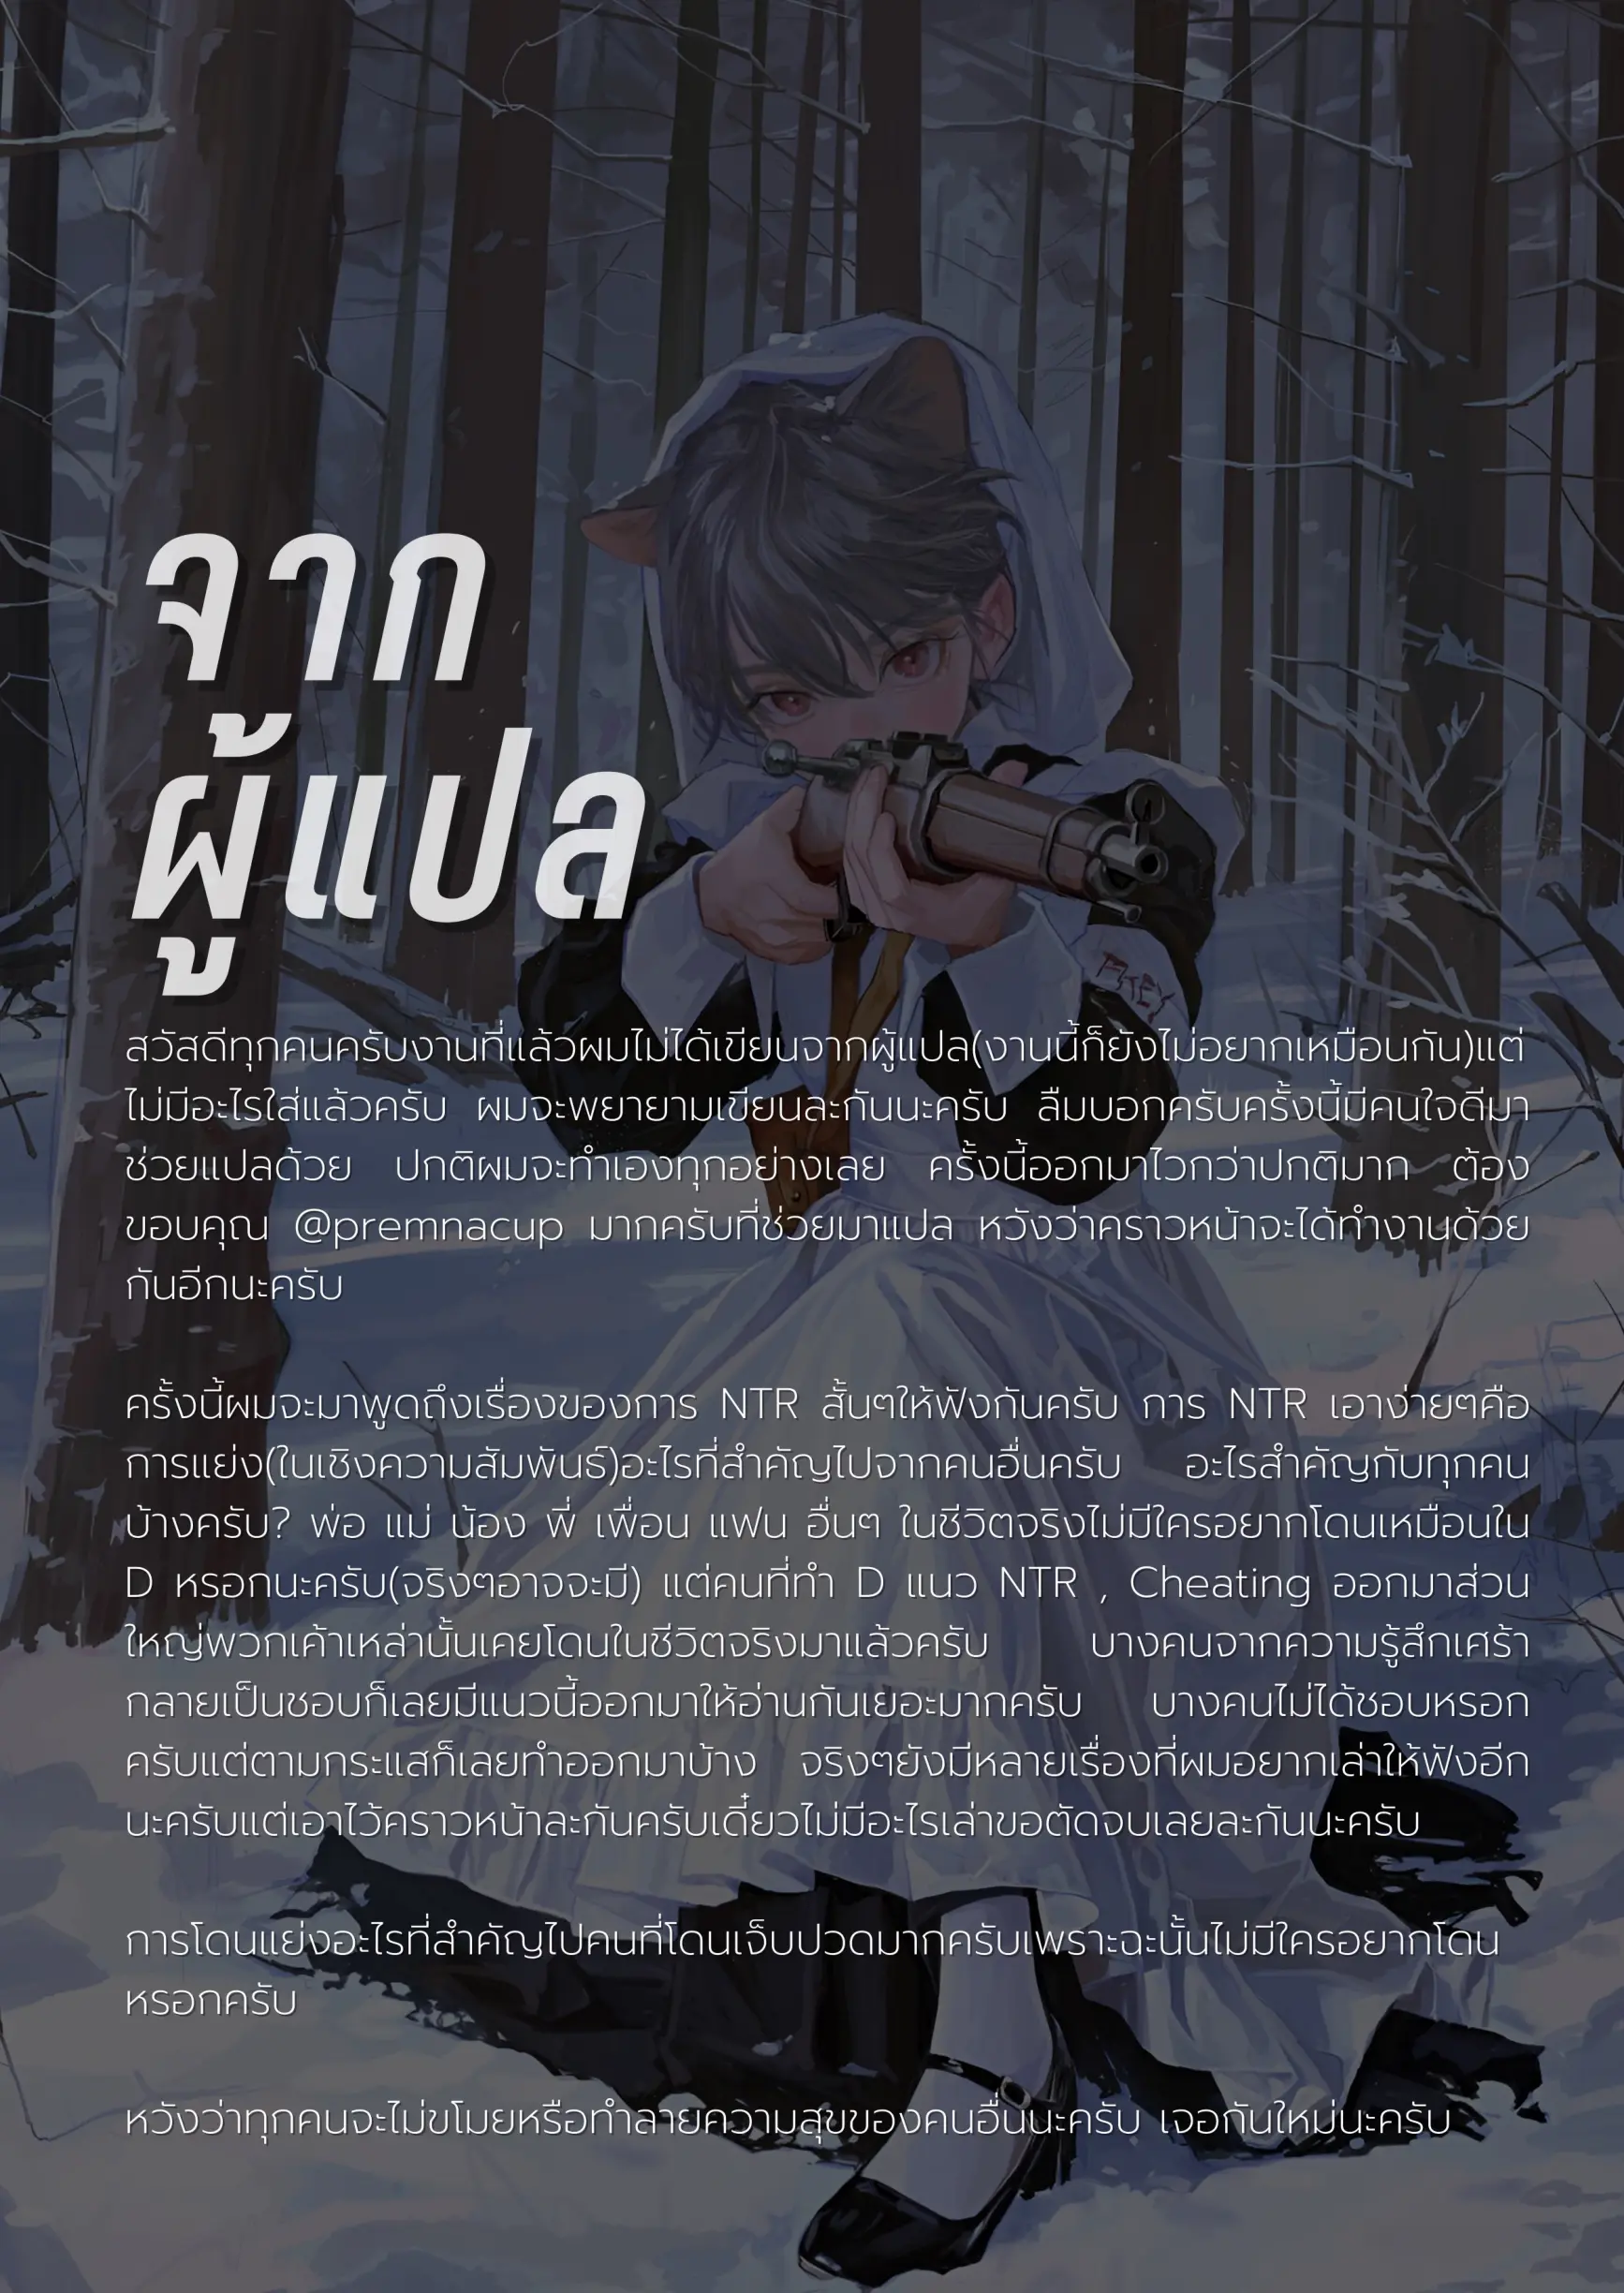 จาก
ผู้แปล
สวัสดีทุกคนครับงานที่แล้วผมไม่ได้เขียนจากผู้แปล(งานนี้ก็ยังไม่อยากเหมือนกัน)แต่
ไม่มีอะไรใส่แล้วครับ ผมจะพยายามเขียนละกันนะครับ ลืมบอกครับครั้งนี้มีคนใจดีมา
ช่วยแปลด้วย ปกติผมจะทำเองทุกอย่างเลย ครั้งนี้ออกมาไวกว่าปกติมาก ต้อง
ขอบคุณ @premnacup มากครับที่ช่วยมาแปล หวังว่าคราวหน้าจะได้ทำงานด้วย
กันอีกนะครับ
ครั้งนี้ผมจะมาพูดถึงเรื่องของการ NTR สั้นๆให้ฟังกันครับ การ NTR เอาง่ายๆคือ
การแย่ง(ในเชิงความสัมพันธ์)อะไรที่สำคัญไปจากคนอื่นครับ อะไรสำคัญกับทุกคน
บ้างครับ? พ่อ แม่ น้อง พี่ เพื่อน แฟน อื่นๆ ในชีวิตจริงไม่มีใครอยากโดนเหมือนใน
D หรอกนะครับ(จริงๆอาจจะมี) แต่คนที่ทำ D แนว NTR , Cheating ออกมาส่วน
ใหญ่พวกเค้าเหล่านั้นเคยโดนในชีวิตจริงมาแล้วครับ บางคนจากความรู้สึกเศร้า
กลายเป็นชอบก็เลยมีแนวนี้ออกมาให้อ่านกันเยอะมากครับ บางคนไม่ได้ชอบหรอก
ครับแต่ตามกระแสก็เลยทำออกมาบ้าง จริงๆยังมีหลายเรื่องที่ผมอยากเล่าให้ฟังอีก
นะครับแต่เอาไว้คราวหน้าละกันครับเดี๋ยวไม่มีอะไรเล่าขอตัดจบเลยละกันนะครับ
การโดนแย่งอะไรที่สำคัญไปคนที่โดนเจ็บปวดมากครับเพราะฉะนั้นไม่มีใครอยากโดน
หรอกครับ
หวังว่าทุกคนจะไม่ขโมยหรือทำลายความสุขของคนอื่นนะครับ เจอกันใหม่นะครับ